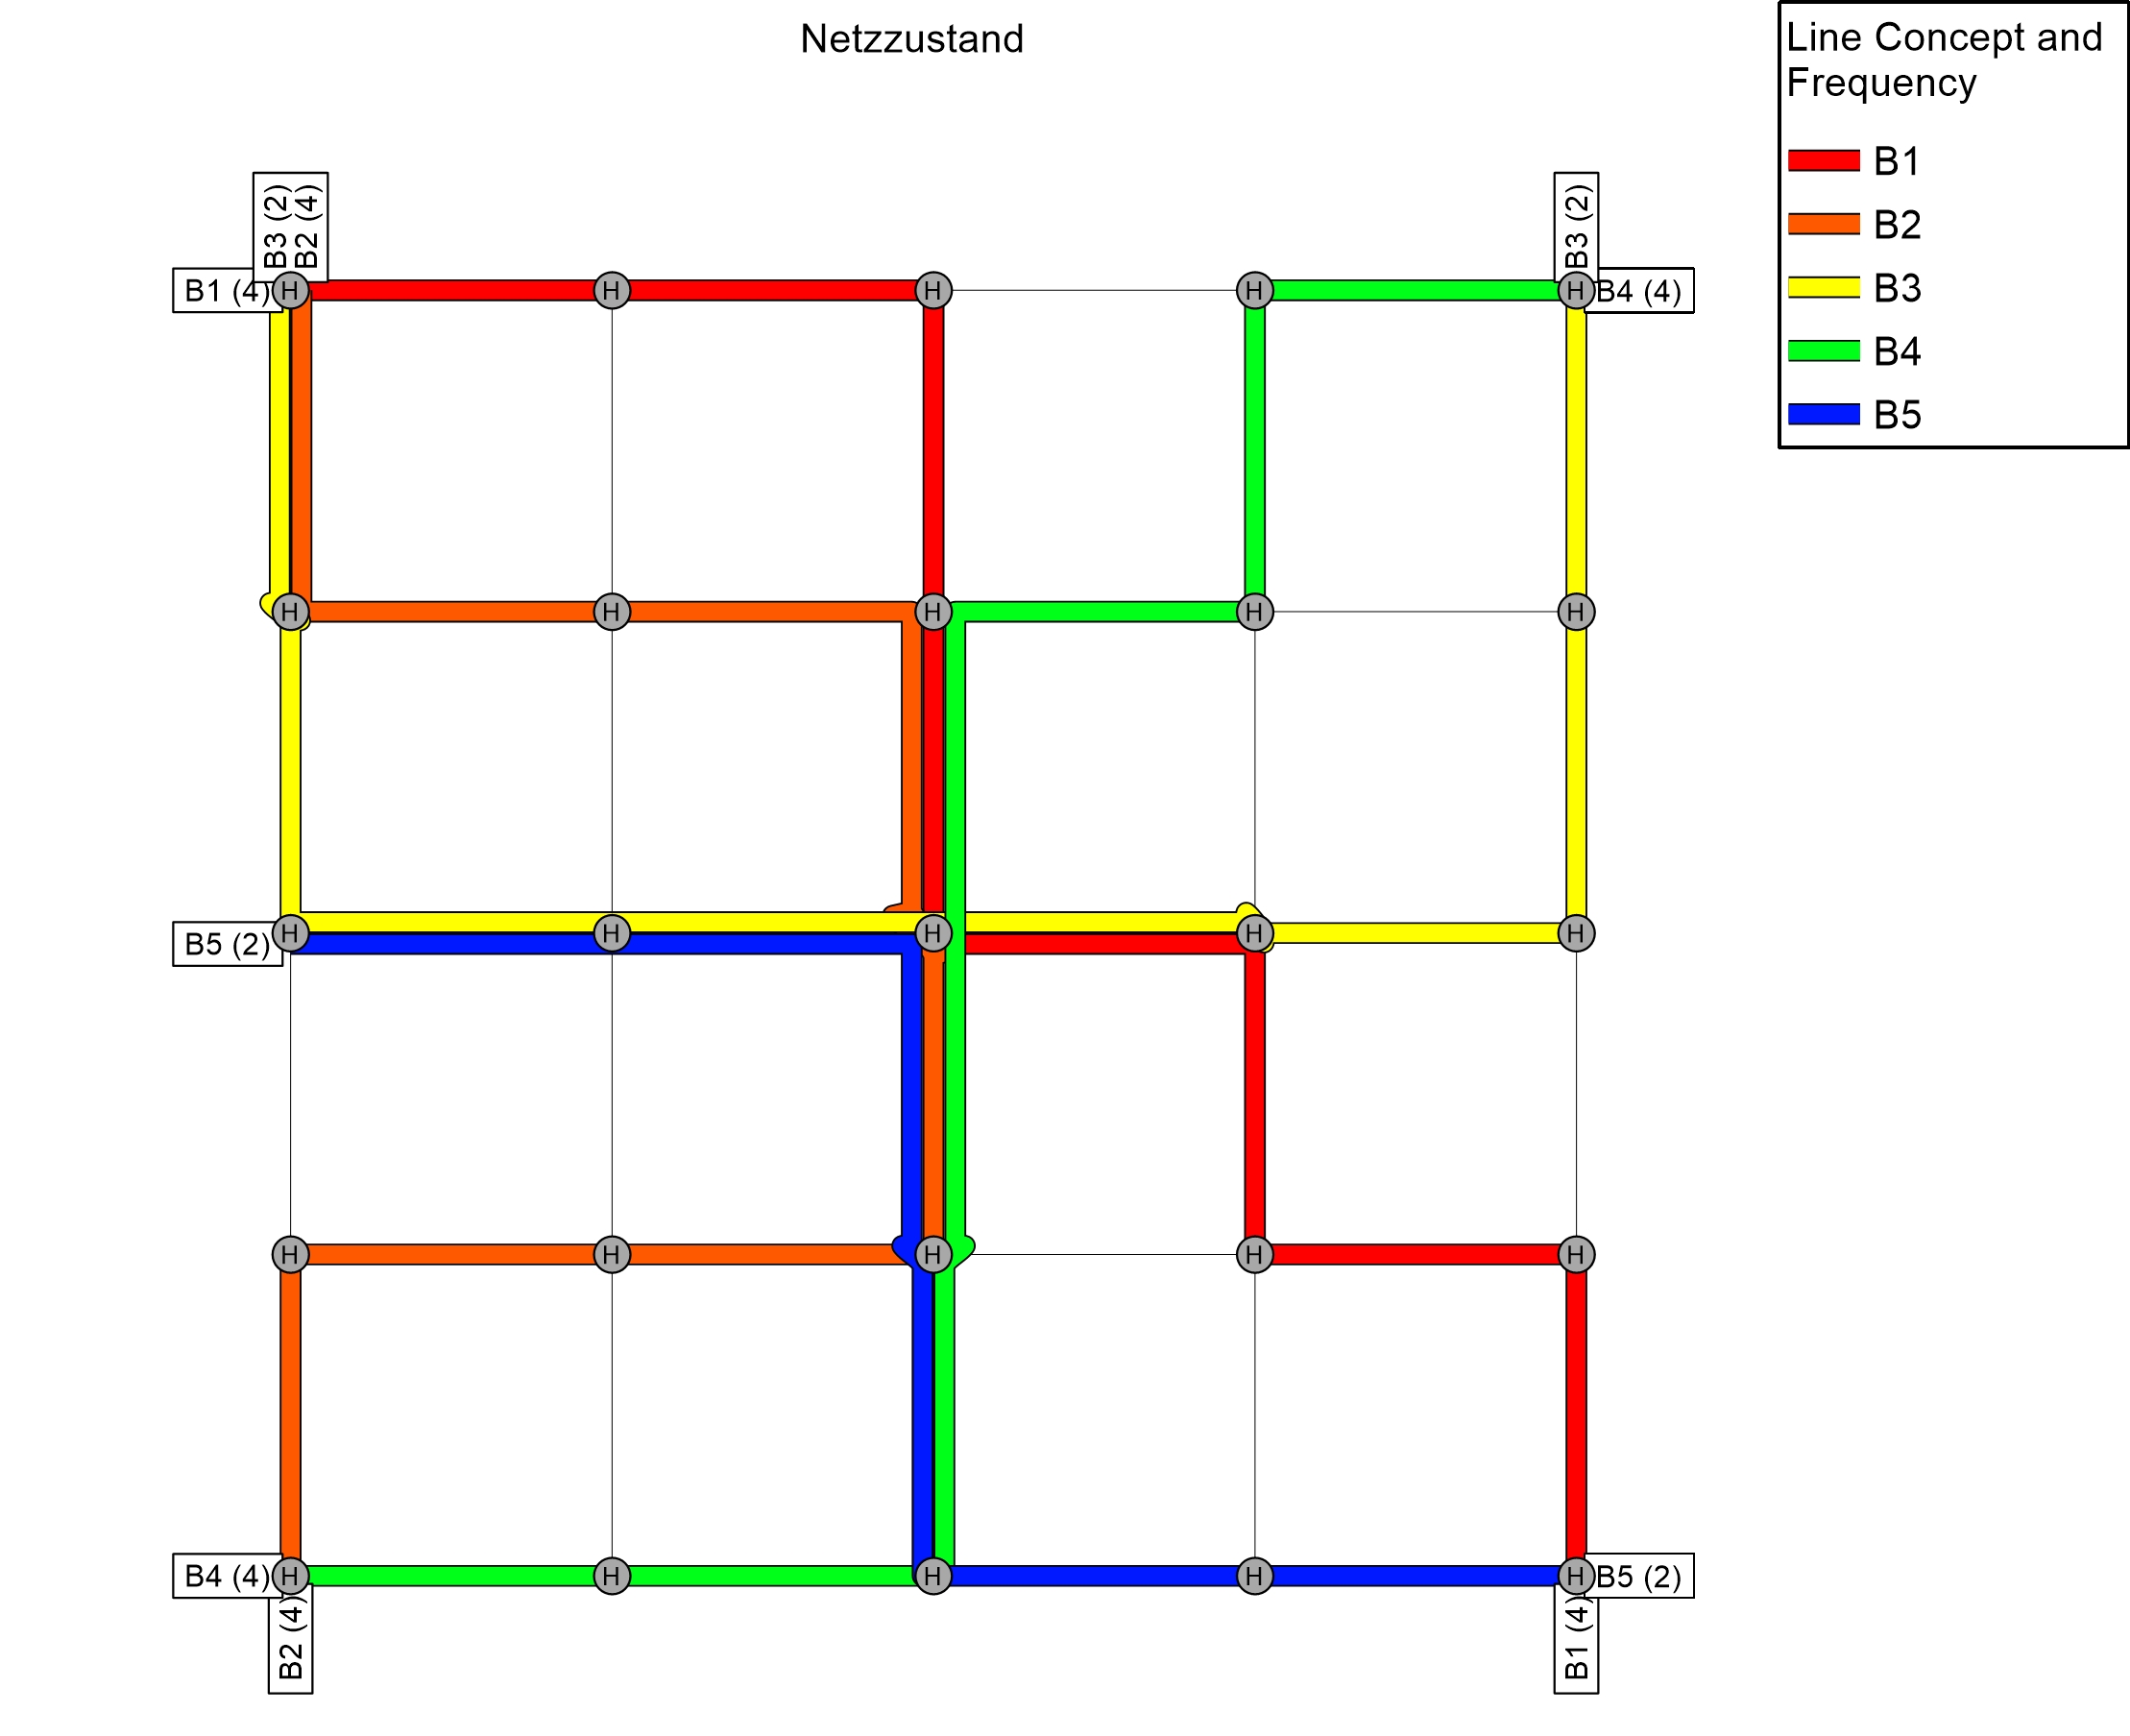 Netzzustand
Line Concept and
Frequency
B1
B2
B3
B4
B5
B3 (2)
B2 (4)
B1 (4)
B3 (2)
B4 (4)
H H H H H
H H H H H
B5 (2)
H H H H H
H H H H H
B4 (4)
H H H H H
B5 (2)
B2 (4)
B1 (4)